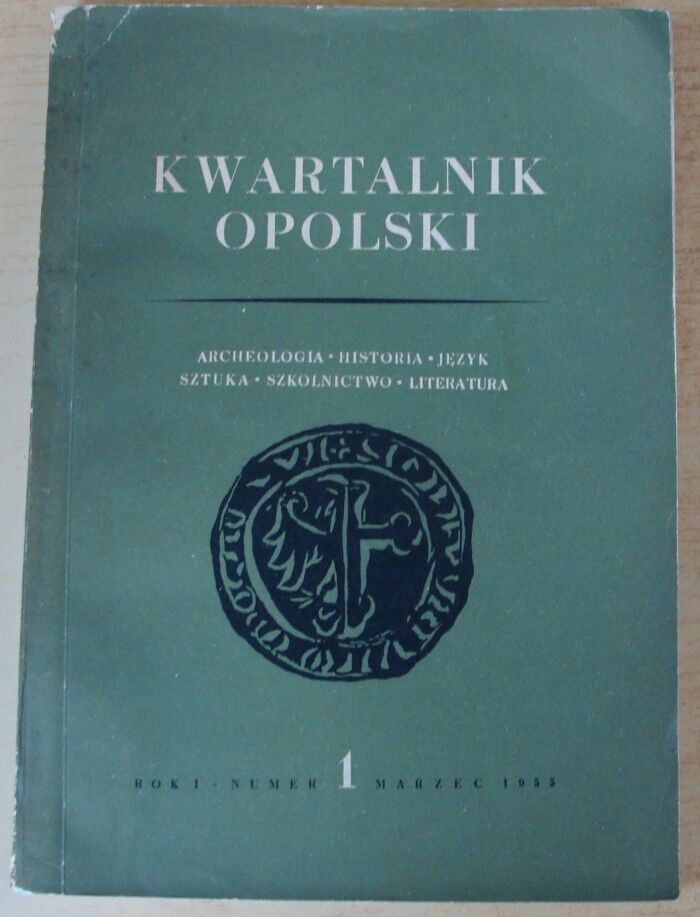 KWARTALNIK
OPOLSKI
ARCHEOLOGIA • HISTORIA • JĘZYK
SZTUKA • SZKOLNICTWO • LITERATURA
ROK I - NUMER 1 MARZEC 1955